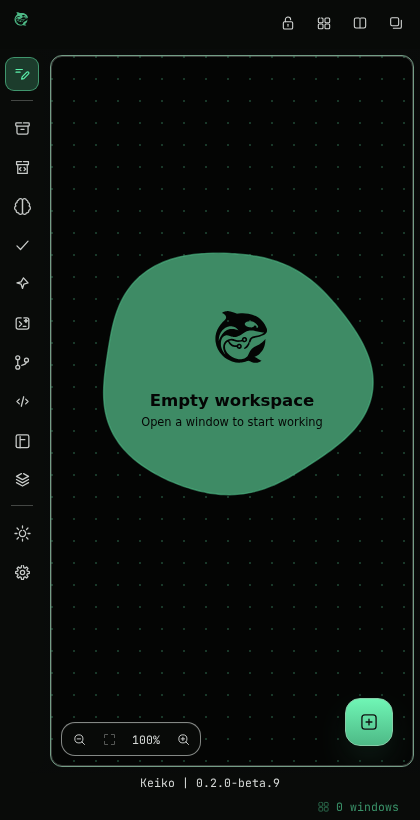 Empty workspace
Open a window to start working
100%
Keiko | 0.2.0-beta.9
0 windows